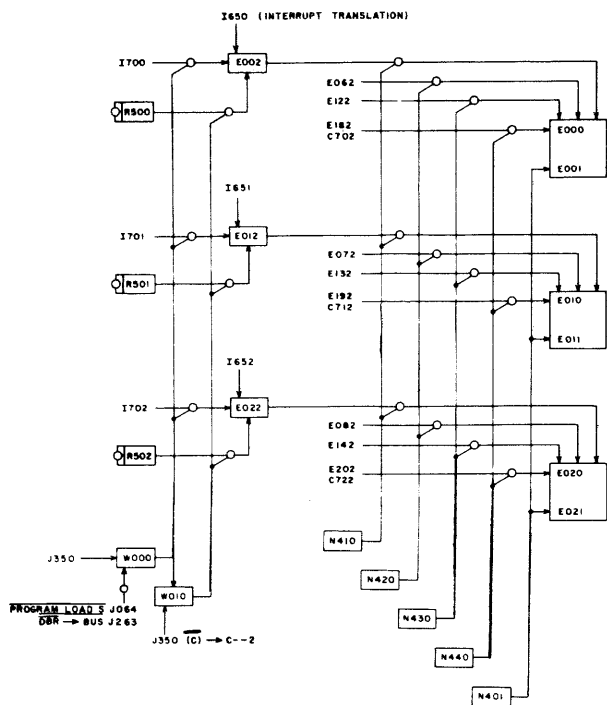 I650 (INTERRUPT TRANSLATION)
I700
E002
E062
R500
E122
E182
C702
E000
E001
I651
I701
E012
E072
R501
E132
E192
C712
E010
E011
I652
I702
E022
E082
R502
E142
E202
C722
E020
E021
N410
J350
W000
N420
W010
N430
PROGRAM LOAD S J064
DBR → BUS J263
J350 (C) → C--2
N440
N401